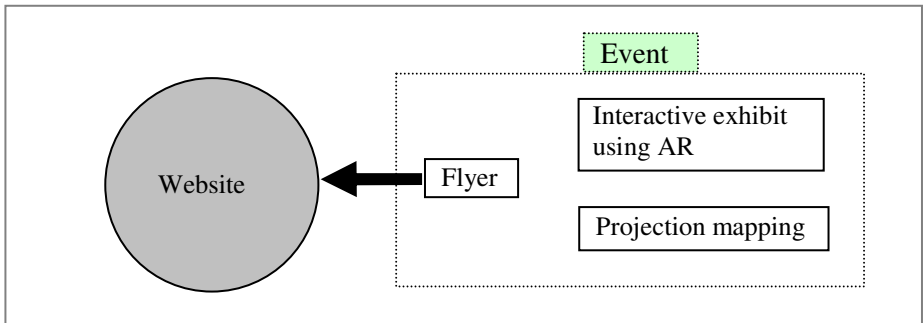 Event
Interactive exhibit
using AR
Website
Flyer
Projection mapping